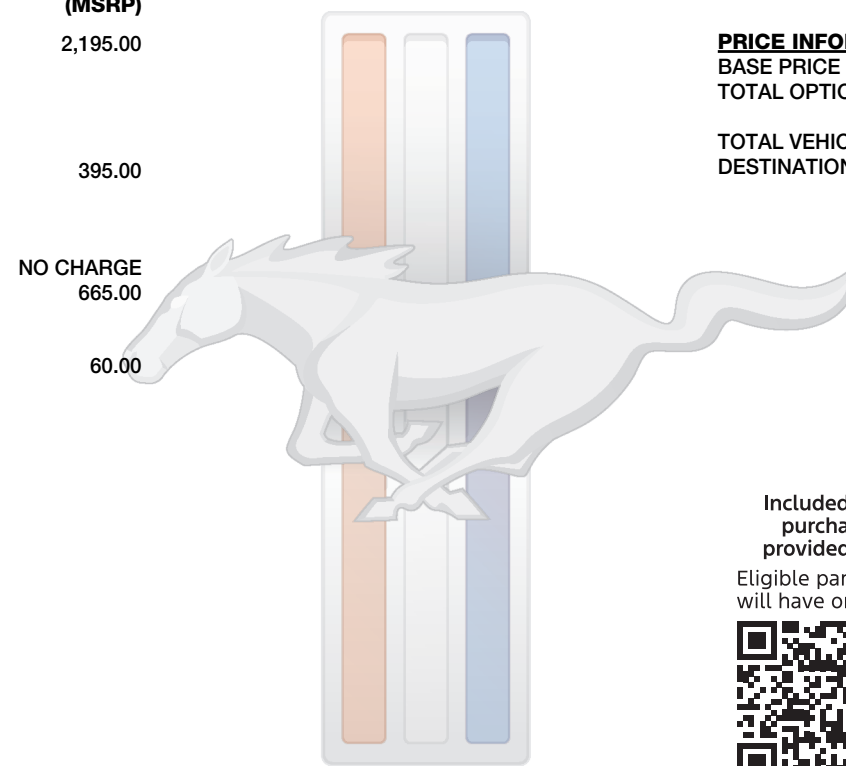 (MSRP)
2,195.00
395.00
NO CHARGE
665.00
60.00
PRICE INFO
BASE PRICE
TOTAL OPTIO
TOTAL VEHIC
DESTINATION
Included
purcha
provided
Eligible par
will have o